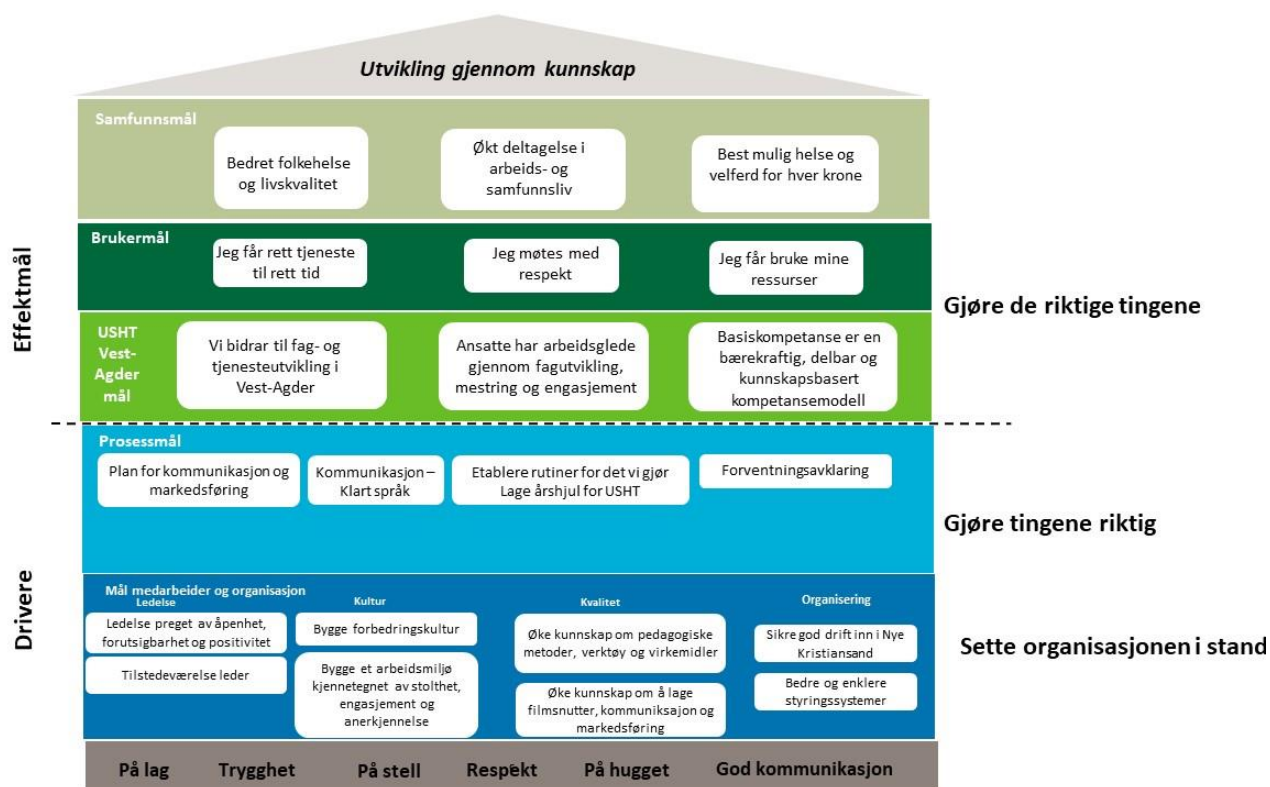 Utvikling gjennom kunnskap
Samfunnsmål
Bedret folkehelse
og livskvalitet
Økt deltagelse i
arbeids- og
samfunnsliv
Best mulig helse og
velferd for hver krone
Effektmål
Brukermål
Jeg får rett tjeneste
til rett tid
Jeg møtes med
respekt
Jeg får bruke mine
ressurser
Gjøre de riktige tingene
USHT
Vest-
Agder
mål
Vi bidrar til fag- og
tjenesteutvikling i
Vest-Agder
Ansatte har arbeidsglede
gjennom fagutvikling,
mestring og engasjement
Basiskompetanse er en
bærekraftig, delbar og
kunnskapsbasert
kompetansemodell
Prosessmål
Plan for kommunikasjon og
markedsføring
Kommunikasjon –
Klart språk
Etablere rutiner for det vi gjør
Lage årshjul for USHT
Forventningsavklaring
Gjøre tingene riktig
Drivere
Mål medarbeider og organisasjon
Ledelse
Ledelse preget av åpenhet,
forutsigbarhet og positivitet
Tilstedeværelse leder
Kultur
Bygge forbedringskultur
Bygge et arbeidsmiljø
kjennetegnet av stolthet,
engasjement og
anerkjennelse
Kvalitet
Øke kunnskap om pedagogiske
metoder, verktøy og virkemidler
Øke kunnskap om å lage
filmsnutter, kommuniksajon og
markedsføring
Organisering
Sikre god drift inn i Nye
Kristiansand
Bedre og enklere
styringssystemer
Sette organisasjonen i stand
På lag Trygghet På stell Respekt På hugget God kommunikasjon